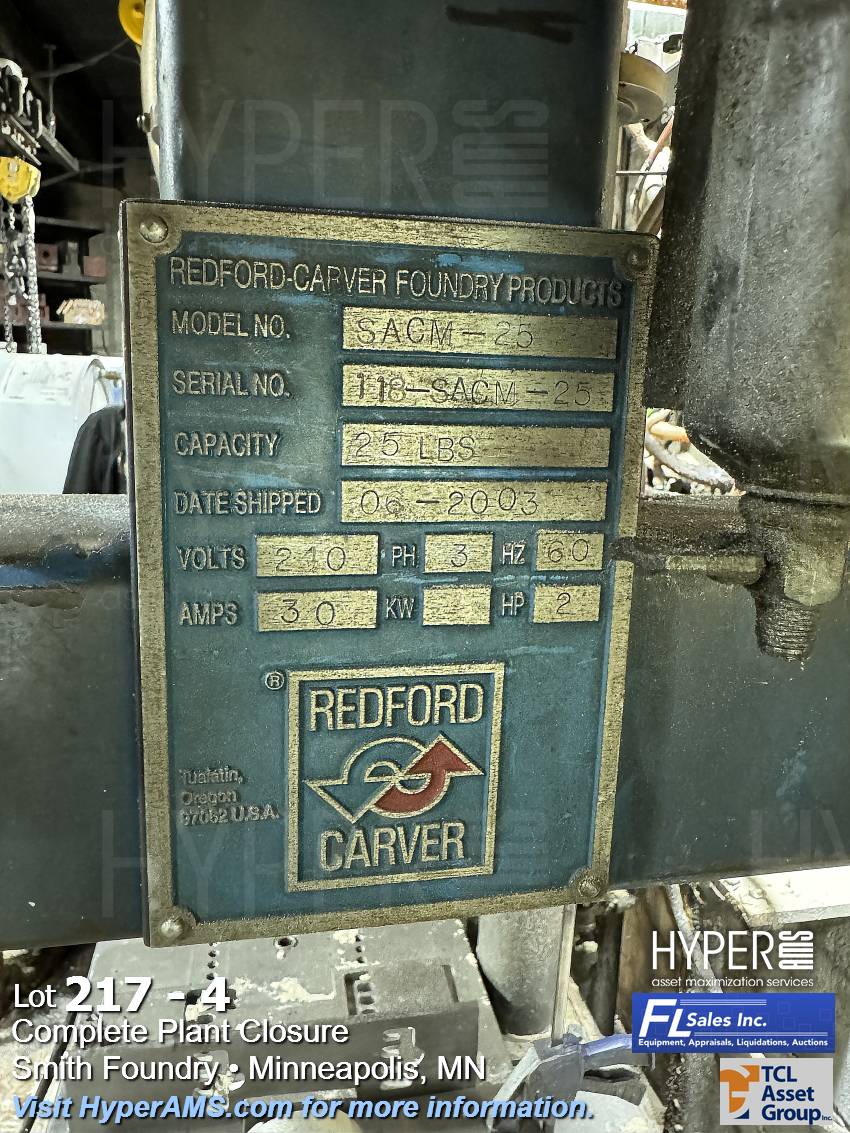 REDFORD-CARVER FOUNDRY PRODUCTS
MODEL NO. SACM-25
SERIAL NO. 118-SACM-25
CAPACITY 25 LBS
DATE SHIPPED 06-2003
VOLTS 240 PH 3 HZ 60
AMPS 30 KW HP 2
®
REDFORD
CARVER
Tualatin,
Oregon
97062 U.S.A.
HYPER AMS
asset maximization services
FL Sales Inc.
Equipment, Appraisals, Liquidations, Auctions
TCL
Asset
Group Inc.
Lot 217 - 4
Complete Plant Closure
Smith Foundry • Minneapolis, MN
Visit HyperAMS.com for more information.